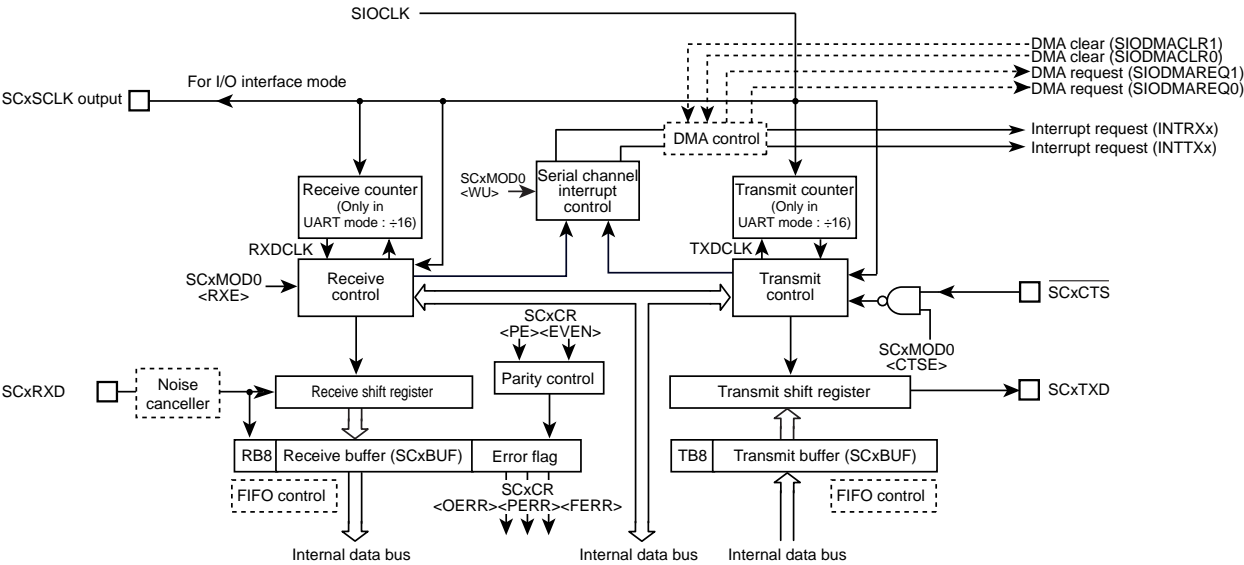 SIOCLK
DMA clear (SIODMACLR1)
DMA clear (SIODMACLR0)
DMA request (SIODMAREQ1)
DMA request (SIODMAREQ0)
For I/O interface mode
SCxSCLK output
DMA control
Interrupt request (INTRXx)
Interrupt request (INTTXx)
Receive counter
(Only in
UART mode : ÷16)
SCxMOD0
<WU>
Serial channel
interrupt
control
Transmit counter
(Only in
UART mode : ÷16)
RXDCLK
TXDCLK
SCxMOD0
<RXE>
Receive
control
Transmit
control
SCxCTS
SCxCR
<PE><EVEN>
SCxMOD0
<CTSE>
SCxRXD
Noise
canceller
Receive shift register
Parity control
Transmit shift register
SCxTXD
RB8
Receive buffer (SCxBUF)
Error flag
TB8
Transmit buffer (SCxBUF)
FIFO control
SCxCR
<OERR><PERR><FERR>
FIFO control
Internal data bus
Internal data bus
Internal data bus